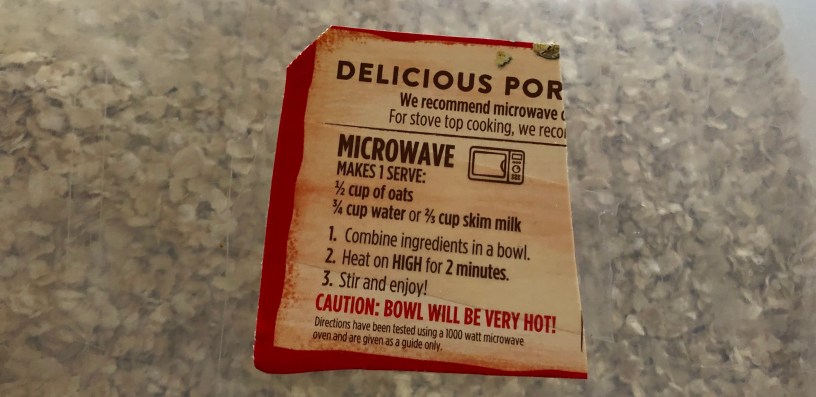 DELICIOUS POR
We recommend microwave
For stove top cooking, we reco
MICROWAVE
MAKES 1 SERVE:
½ cup of oats
¾ cup water or ⅔ cup skim milk
1. Combine ingredients in a bowl.
2. Heat on HIGH for 2 minutes.
3. Stir and enjoy!
CAUTION: BOWL WILL BE VERY HOT!
Directions have been tested using a 1000 watt microwave
oven and are given as a guide only.